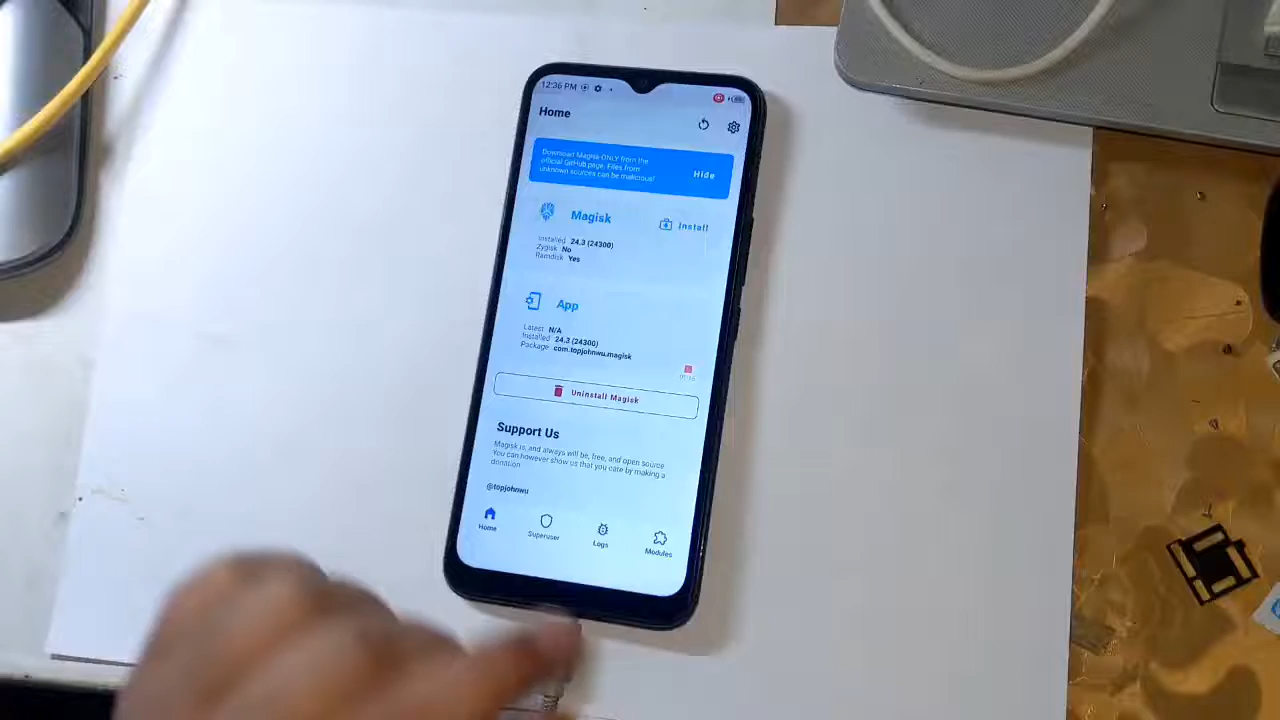 12:36 PM
Home
Download Magisk ONLY from the
official GitHub page. Files from
unknown sources can be malicious!
Hide
Magisk
Install
Installed 24.3 (24300)
Zygisk No
Ramdisk Yes
App
Latest N/A
Installed 24.3 (24300)
Package com.topjohnwu.magisk
Uninstall Magisk
Support Us
Magisk is, and always will be, free, and open source.
You can however show us that you care by making a
donation
@topjohnwu
Home
Superuser
Logs
Modules